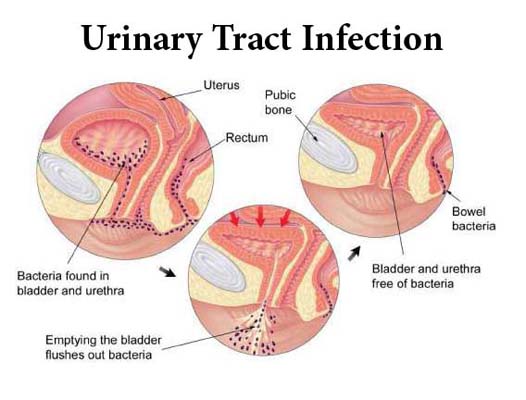 Urinary Tract Infection
Uterus
Pubic
bone
Rectum
Bowel
bacteria
Bacteria found in
bladder and urethra
Bladder and urethra
free of bacteria
Emptying the bladder
flushes out bacteria